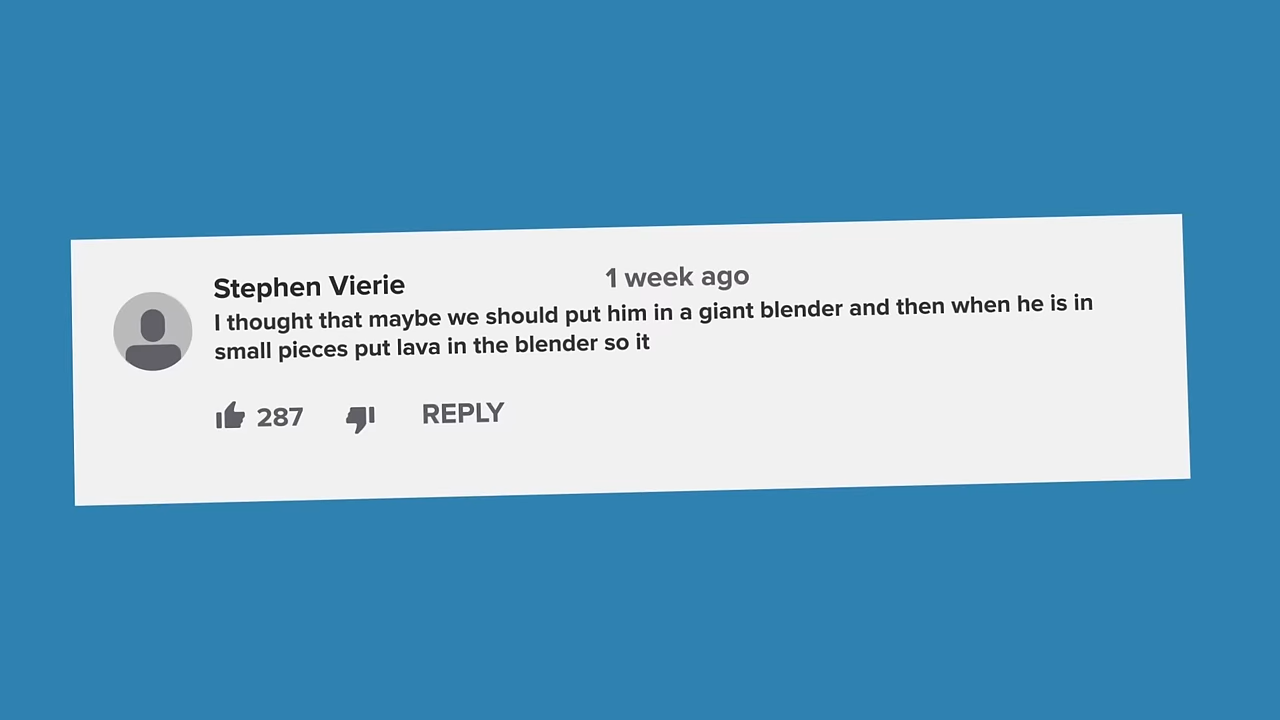 Stephen Vierie 1 week ago
I thought that maybe we should put him in a giant blender and then when he is in
small pieces put lava in the blender so it
287 REPLY